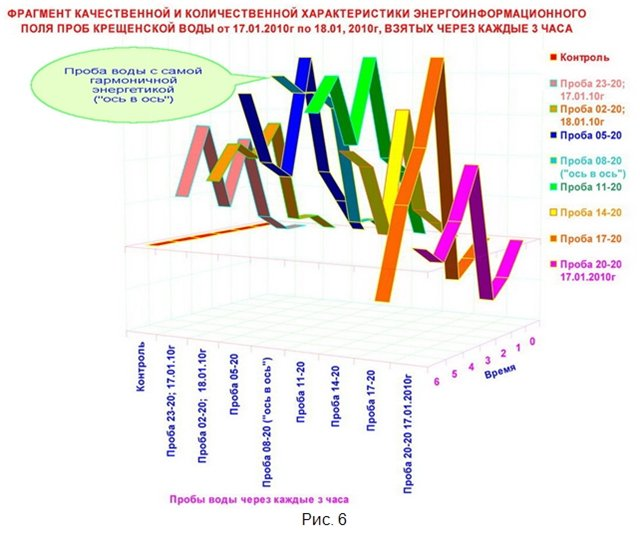 ФРАГМЕНТ КАЧЕСТВЕННОЙ И КОЛИЧЕСТВЕННОЙ ХАРАКТЕРИСТИКИ ЭНЕРГОИНФОРМАЦИОННОГО
ПОЛЯ ПРОБ КРЕЩЕНСКОЙ ВОДЫ от 17.01.2010г по 18.01, 2010г, ВЗЯТЫХ ЧЕРЕЗ КАЖДЫЕ 3 ЧАСА
Проба воды с самой
гармоничной
энергетикой
("ось в ось")
Контроль
Проба 23-20;
17.01.10г
Проба 02-20;
18.01.10г
Проба 05-20
Проба 08-20
("ось в ось")
Проба 11-20
Проба 14-20
Проба 17-20
Проба 20-20
17.01.2010г
Контроль
Проба 23-20; 17.01.10г
Проба 02-20; 18.01.10г
Проба 05-20
Проба 08-20 ("ось в ось")
Проба 11-20
Проба 14-20
Проба 17-20
Проба 20-20 17.01.2010г
6 5 4 3 2 1 0
Время
Пробы воды через каждые 3 часа
Рис. 6